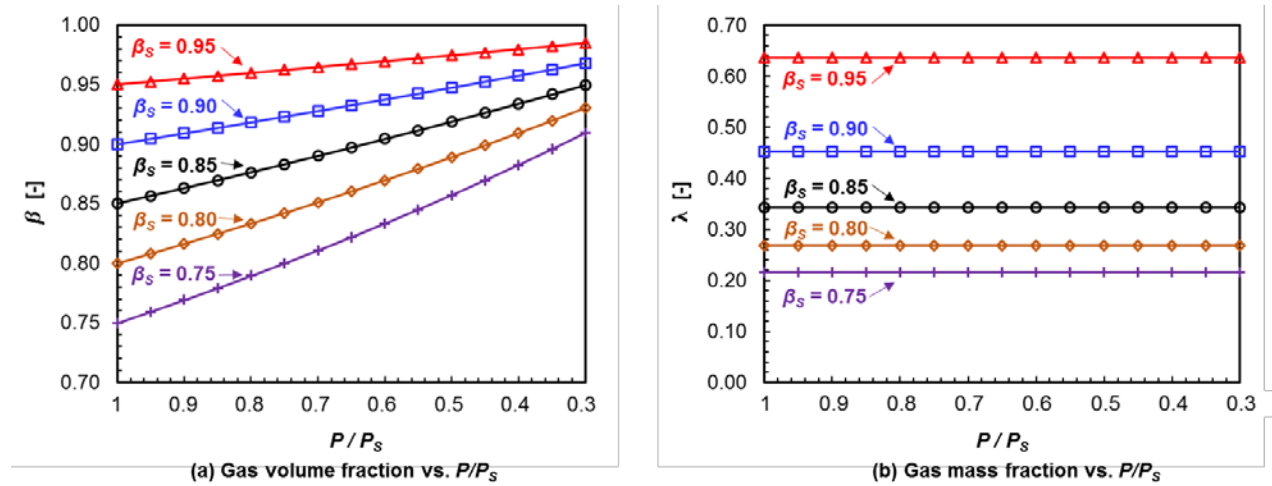 1.00
0.95
0.90
0.85
0.80
0.75
0.70
β [-]
βS = 0.95
βS = 0.90
βS = 0.85
βS = 0.80
βS = 0.75
1 0.9 0.8 0.7 0.6 0.5 0.4 0.3
P / PS
(a) Gas volume fraction vs. P/PS
0.70
0.60
0.50
0.40
0.30
0.20
0.10
0.00
λ [-]
βS = 0.95
βS = 0.90
βS = 0.85
βS = 0.80
βS = 0.75
1 0.9 0.8 0.7 0.6 0.5 0.4 0.3
P / PS
(b) Gas mass fraction vs. P/PS